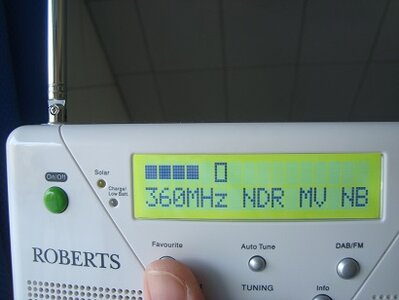 On/Off
Solar
Charge/
Low Batt.
360MHz NDR MV NB
ROBERTS
Favourite
Auto Tune
DAB/FM
TUNING
Info